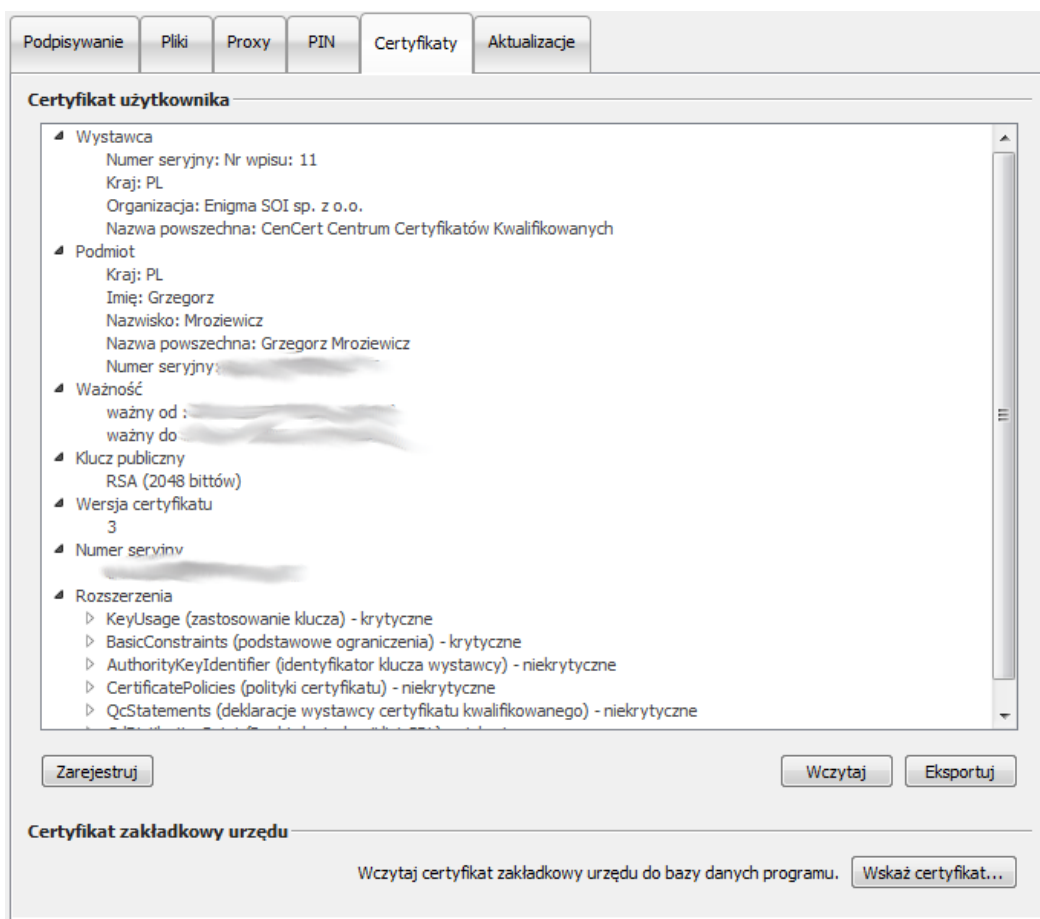 Podpisywanie
Pliki
Proxy
PIN
Certyfikaty
Aktualizacje
Certyfikat użytkownika
Wystawca
Numer seryjny: Nr wpisu: 11
Kraj: PL
Organizacja: Enigma SOI sp. z o.o.
Nazwa powszechna: CenCert Centrum Certyfikatów Kwalifikowanych
Podmiot
Kraj: PL
Imię: Grzegorz
Nazwisko: Mroziewicz
Nazwa powszechna: Grzegorz Mroziewicz
Numer seryjny:
Ważność
ważny od :
ważny do
Klucz publiczny
RSA (2048 bittów)
Wersja certyfikatu
3
Numer seryjny
Rozszerzenia
KeyUsage (zastosowanie klucza) - krytyczne
BasicConstraints (podstawowe ograniczenia) - krytyczne
AuthorityKeyIdentifier (identyfikator klucza wystawcy) - niekrytyczne
CertificatePolicies (polityki certyfikatu) - niekrytyczne
QcStatements (deklaracje wystawcy certyfikatu kwalifikowanego) - niekrytyczne
Zarejestruj
Wczytaj
Eksportuj
Certyfikat zakładkowy urzędu
Wczytaj certyfikat zakładkowy urzędu do bazy danych programu.
Wskaż certyfikat...